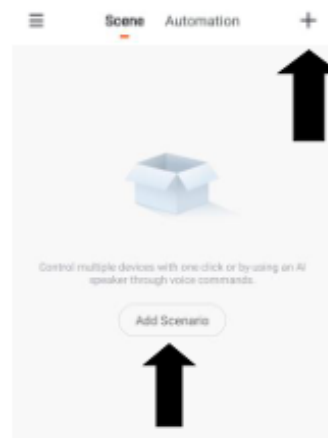 Scene Automation
Control multiple devices with one click or by using an AI
speaker through voice commands.
Add Scenario